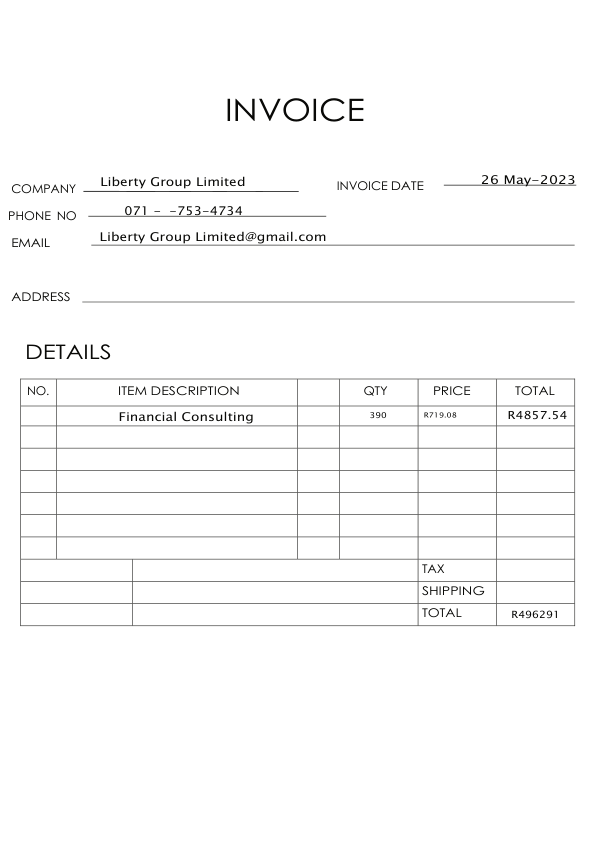 INVOICE
COMPANY Liberty Group Limited INVOICE DATE 26 May-2023
PHONE NO 071 - -753-4734
EMAIL Liberty Group Limited@gmail.com
ADDRESS
DETAILS
NO. ITEM DESCRIPTION QTY PRICE TOTAL
Financial Consulting 390 R719.08 R4857.54
TAX
SHIPPING
TOTAL R496291